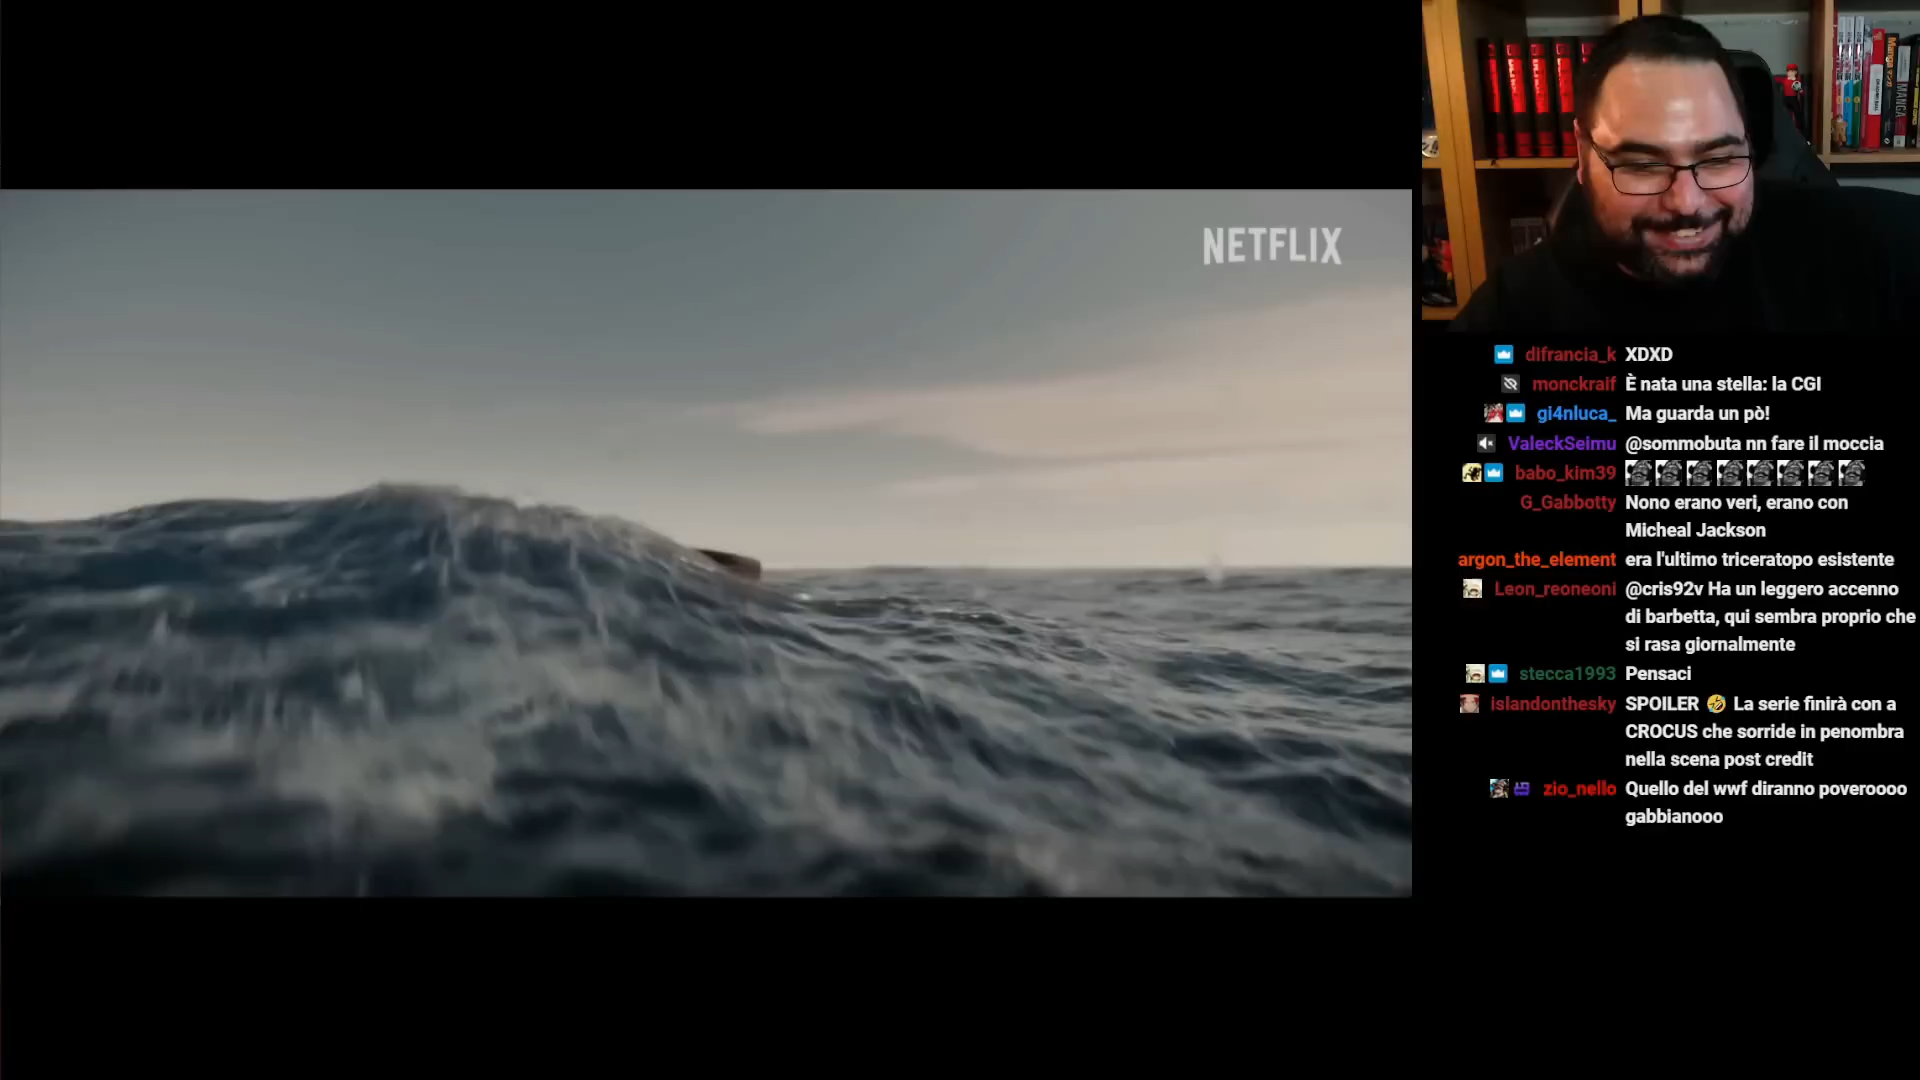 NETFLIX
MANGA
difrancia_k XDXD
monckraif È nata una stella: la CGI
gi4nluca_ Ma guarda un pò!
ValeckSeimu @sommobuta nn fare il moccia
babo_kim39
G_Gabbotty Nono erano veri, erano con
Micheal Jackson
argon_the_element era l'ultimo triceratopo esistente
Leon_reoneoni @cris92v Ha un leggero accenno
di barbetta, qui sembra proprio che
si rasa giornalmente
stecca1993 Pensaci
islandonthesky SPOILER 🤣 La serie finirà con a
CROCUS che sorride in penombra
nella scena post credit
zio_nello Quello del wwf diranno poveroooo
gabbianooo